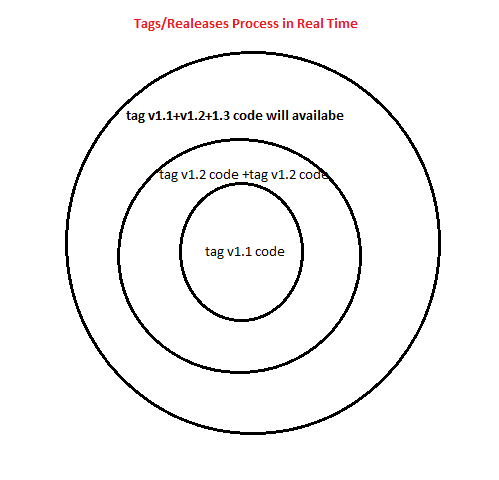 Tags/Realeases Process in Real Time
tag v1.1+v1.2+1.3 code will availabe
tag v1.2 code +tag v1.2 code
tag v1.1 code